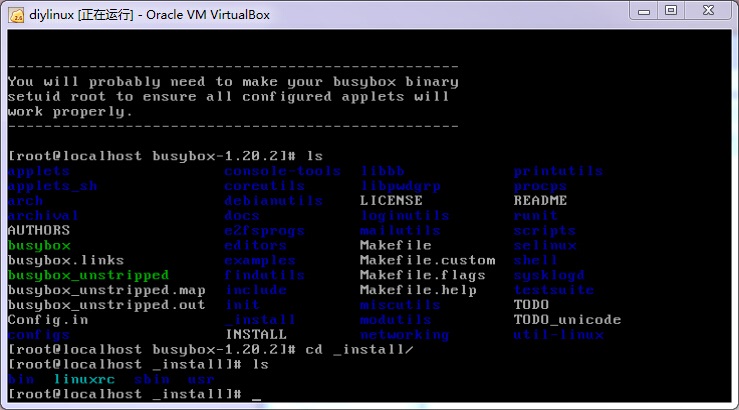 diylinux [正在运行] - Oracle VM VirtualBox
--------------------------------------------------
You will probably need to make your busybox binary
setuid root to ensure all configured applets will
work properly.
--------------------------------------------------
[root@localhost busybox-1.20.2]# ls
applets console-tools libbb printutils
applets_sh coreutils libpwdgrp procps
arch debianutils LICENSE README
archival docs loginutils runit
AUTHORS e2fsprogs mailutils scripts
busybox editors Makefile selinux
busybox.links examples Makefile.custom shell
busybox_unstripped findutils Makefile.flags sysklogd
busybox_unstripped.map include Makefile.help testsuite
busybox_unstripped.out init miscutils TODO
Config.in _install modutils TODO_unicode
configs INSTALL networking util-linux
[root@localhost busybox-1.20.2]# cd _install/
[root@localhost _install]# ls
bin linuxrc sbin usr
[root@localhost _install]# _